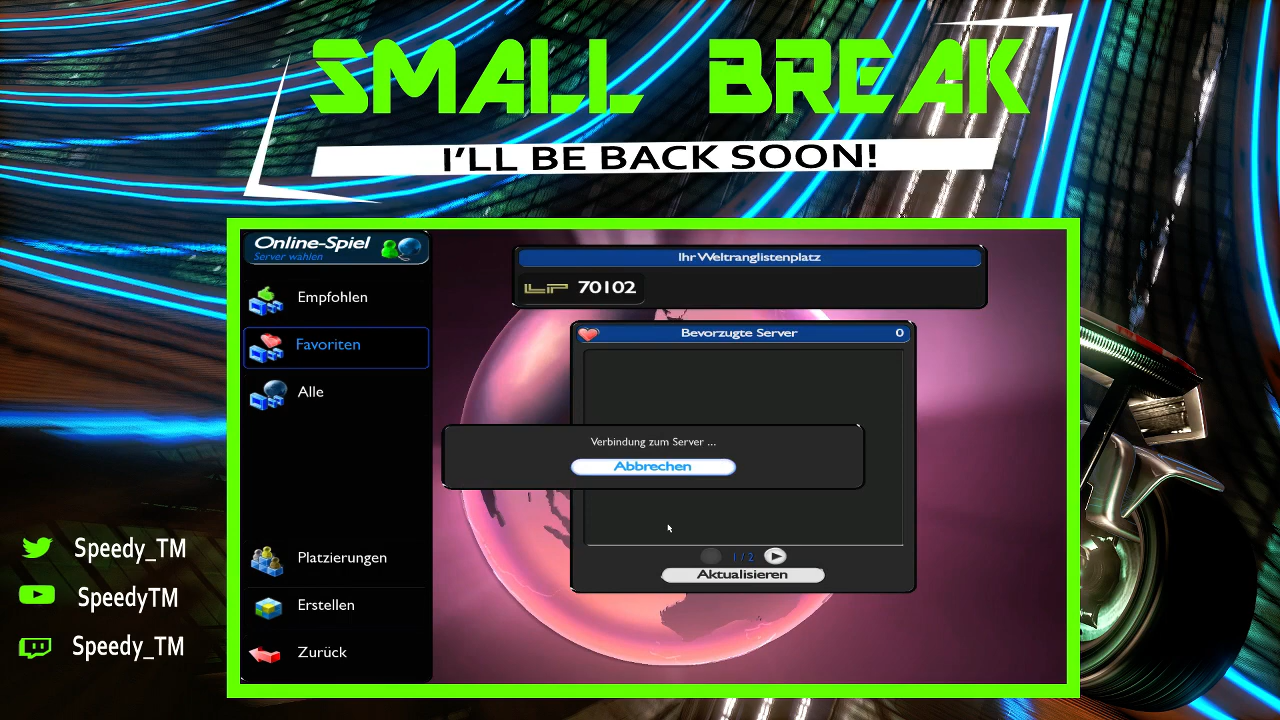 SMALL BREAK
I'LL BE BACK SOON!
Online-Spiel
Server wählen
Empfohlen
Favoriten
Alle
Platzierungen
Erstellen
Zurück
Ihr Weltranglistenplatz
LP 70102
Bevorzugte Server 0
Verbindung zum Server ...
Abbrechen
1 / 2
Aktualisieren
Speedy_TM
SpeedyTM
Speedy_TM